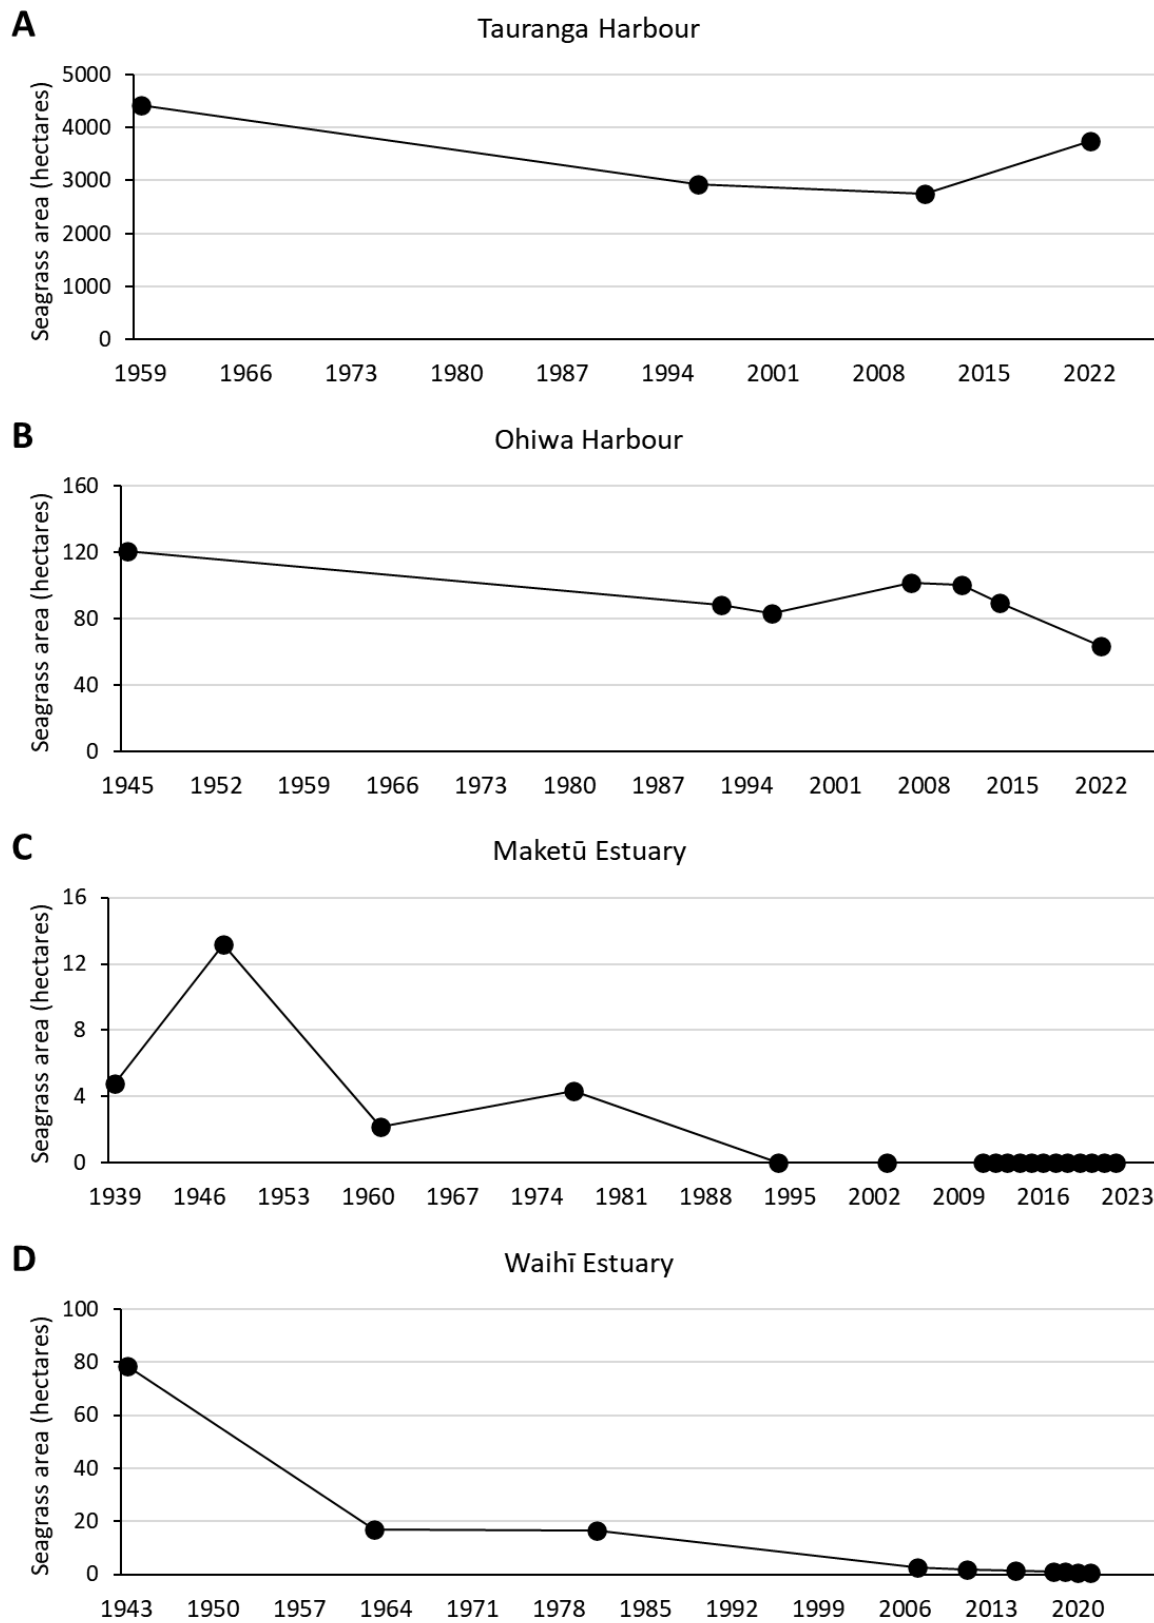 A
Tauranga Harbour
Seagrass area (hectares)
5000
4000
3000
2000
1000
0
1959 1966 1973 1980 1987 1994 2001 2008 2015 2022
B
Ohiwa Harbour
Seagrass area (hectares)
160
120
80
40
0
1945 1952 1959 1966 1973 1980 1987 1994 2001 2008 2015 2022
C
Maketū Estuary
Seagrass area (hectares)
16
12
8
4
0
1939 1946 1953 1960 1967 1974 1981 1988 1995 2002 2009 2016 2023
D
Waihī Estuary
Seagrass area (hectares)
100
80
60
40
20
0
1943 1950 1957 1964 1971 1978 1985 1992 1999 2006 2013 2020